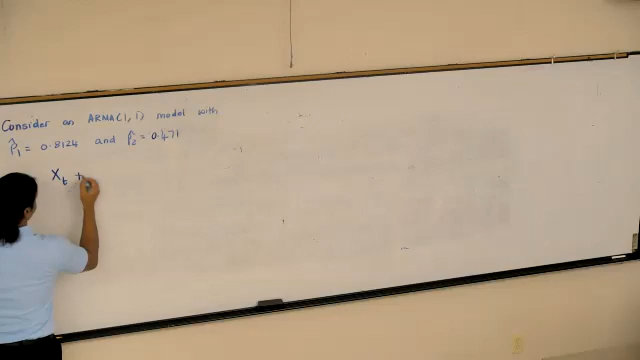 Consider an ARMA(1,1) model with
ρ̂₁ = 0.8124 and ρ̂₂ = 0.471
Xₜ +